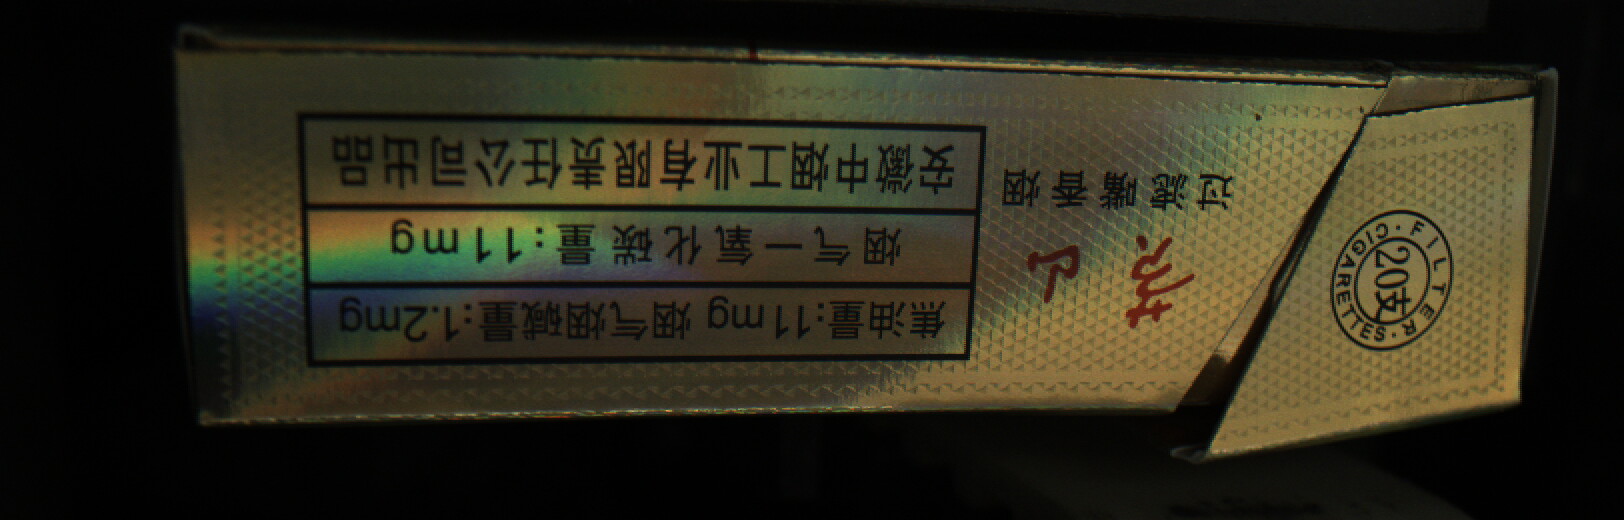 焦油量:11mg 烟气烟碱量:1.2mg
烟气一氧化碳量:11mg
安徽中烟工业有限责任公司出品
黄山
过滤嘴香烟
FILTER·CIGARETTES·
20支